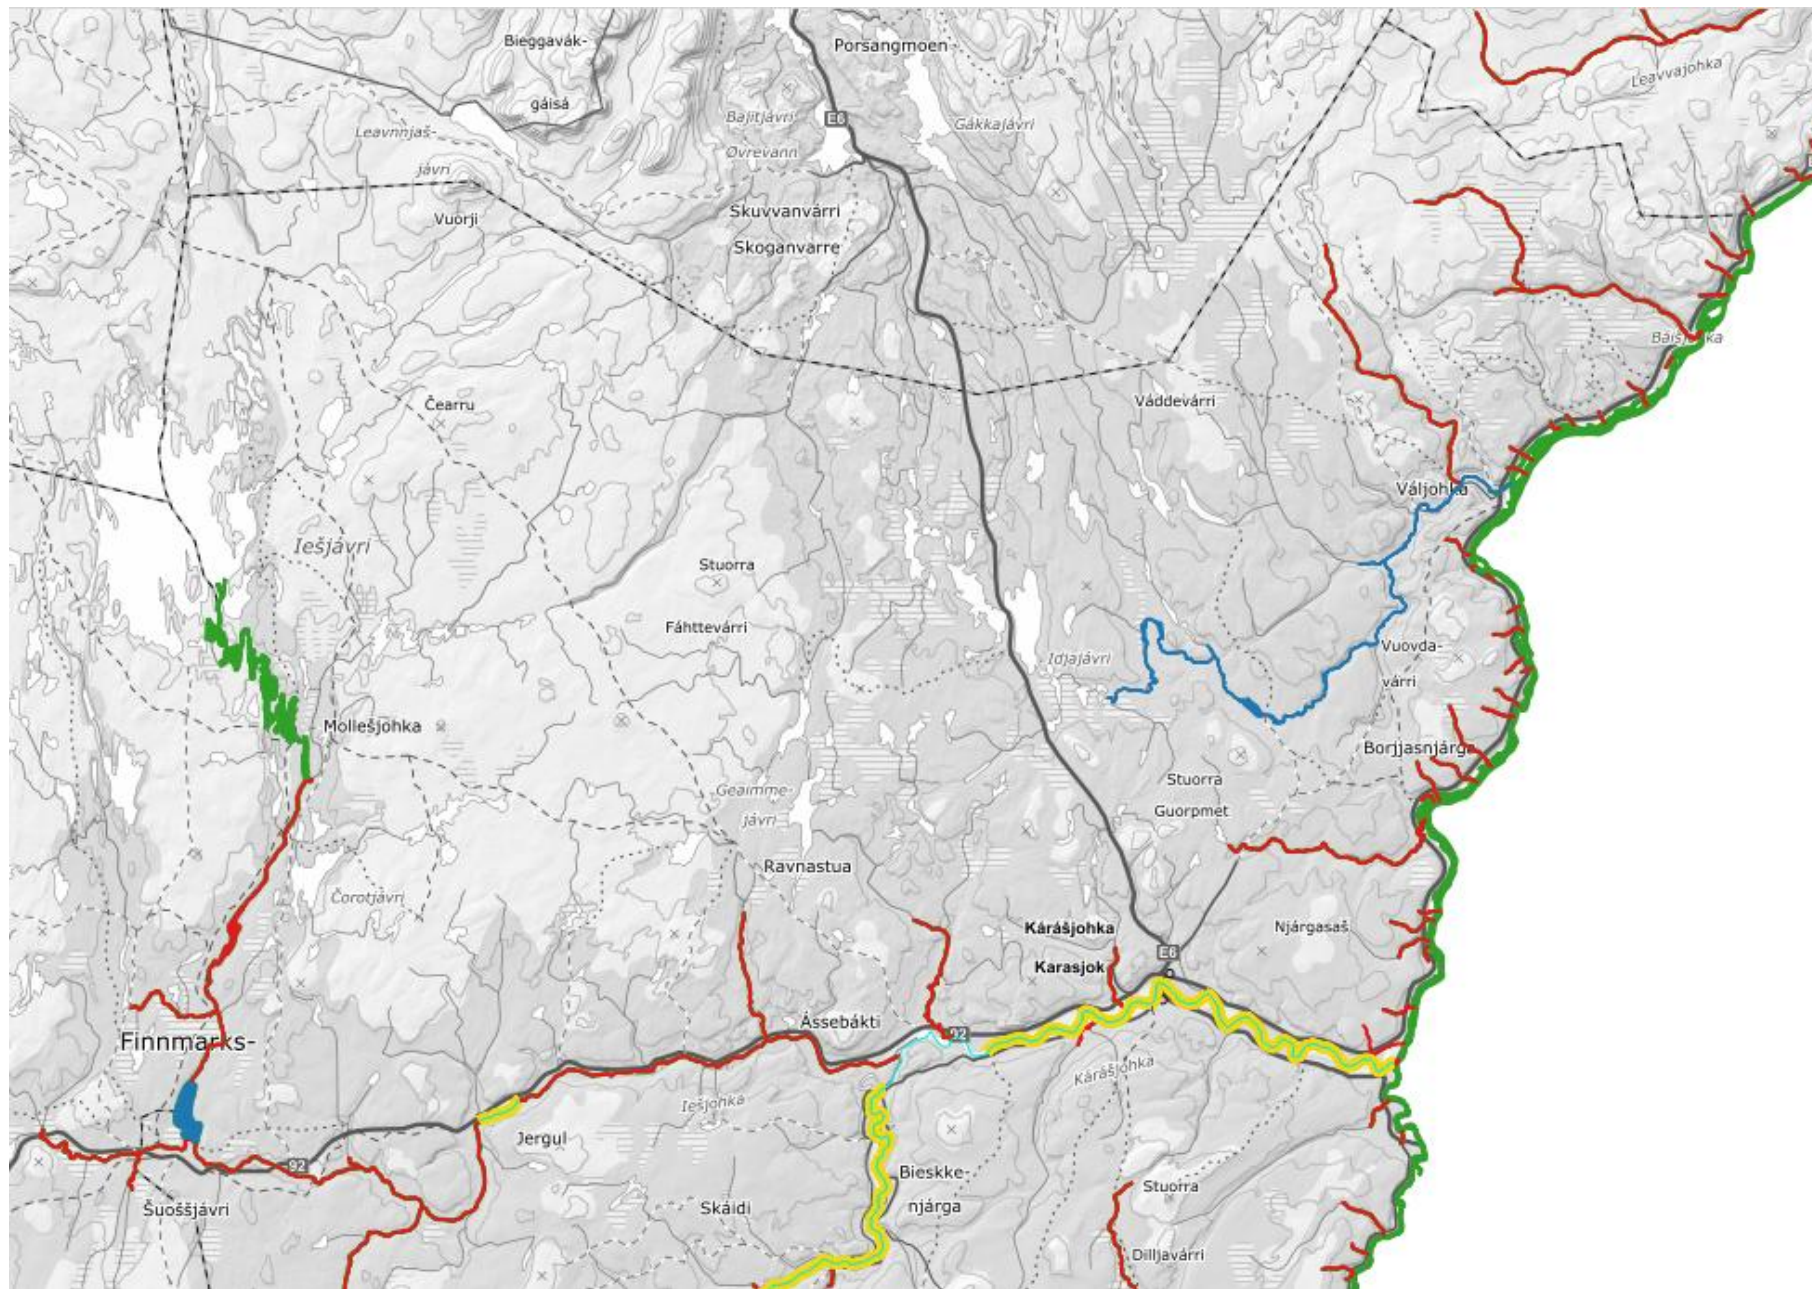 Bieggavák-
gáisá
Porsangmoen
Leavvajohka
Leavnnjaš-
jávri
Bajitjávri
Øvrevann
E6
Gákkajávri
Vuorji
Skuvvanvárri
Skoganvarre
Čearru
Váddevárri
Iešjávri
Váljohka
Stuorra
Fáhttevárri
Idjajávri
Vuovda-
várri
Mollešjohka
Borjjasnjárga
Stuorra
Guorpmet
Geaimme-
jávri
Ravnastua
Čorotjávri
Kárášjohka
Karasjok
E6
Njárgasaš
Finnmarks-
Ássebákti
92
Kárášjohka
Iešjohka
Jergul
92
Bieskke-
njárga
Stuorra
Šuoššjávri
Skáidi
Dilljavárri